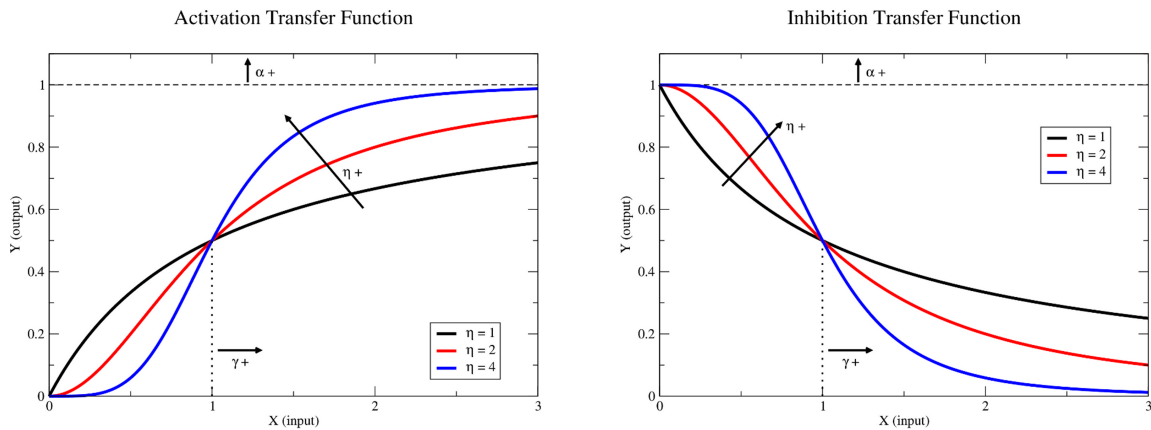 Activation Transfer Function
α +
1
0.8
0.6
0.4
0.2
0
Y (output)
η +
γ +
η = 1
η = 2
η = 4
0
1
2
3
X (input)
Inhibition Transfer Function
α +
1
0.8
0.6
0.4
0.2
0
Y (output)
η +
γ +
η = 1
η = 2
η = 4
0
1
2
3
X (input)